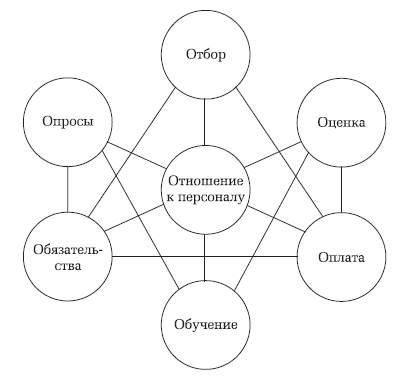 Отбор
Опросы
Оценка
Отношение
к персоналу
Обязатель-
ства
Оплата
Обучение